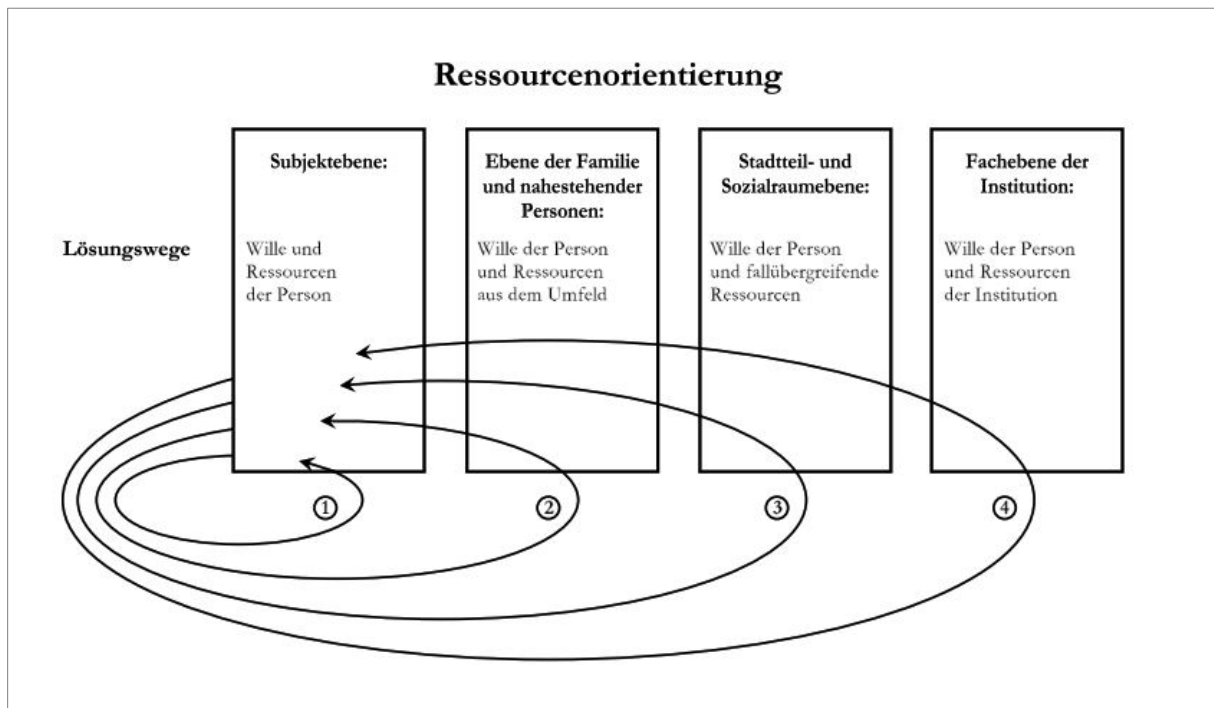 Ressourcenorientierung
Subjektebene:
Ebene der Familie
und nahestehender
Personen:
Stadtteil- und
Sozialraumebene:
Fachebene der
Institution:
Lösungswege
Wille und
Ressourcen
der Person
Wille der Person
und Ressourcen
aus dem Umfeld
Wille der Person
und fallübergreifende
Ressourcen
Wille der Person
und Ressourcen
der Institution
1
2
3
4